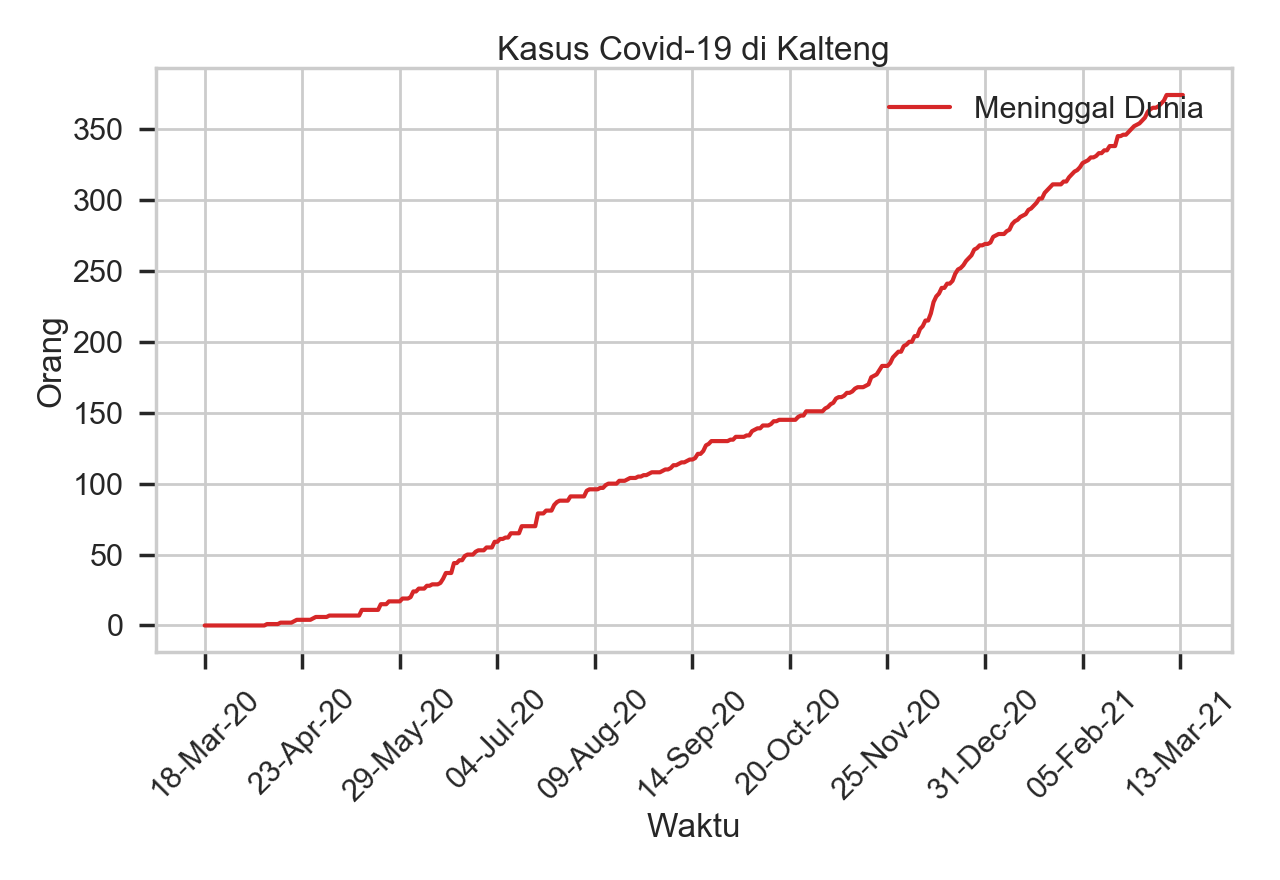 Kasus Covid-19 di Kalteng
Meninggal Dunia
350
300
250
200
150
100
50
0
Orang
18-Mar-20
23-Apr-20
29-May-20
04-Jul-20
09-Aug-20
14-Sep-20
20-Oct-20
25-Nov-20
31-Dec-20
05-Feb-21
13-Mar-21
Waktu